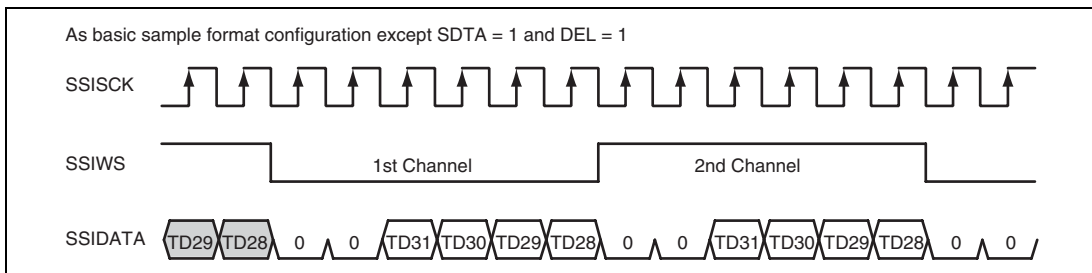 As basic sample format configuration except SDTA = 1 and DEL = 1
SSISCK
SSIWS 1st Channel 2nd Channel
SSIDATA TD29 TD28 0 0 TD31 TD30 TD29 TD28 0 0 TD31 TD30 TD29 TD28 0 0